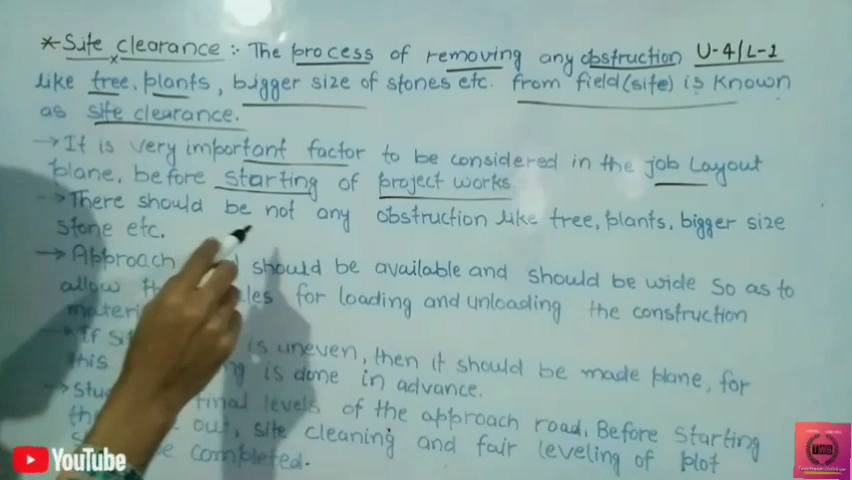 *Site clearance :- The process of removing any obstruction U-4/L-1
like tree, plants, bigger size of stones etc. from field(site) is known
as site clearance.
→ It is very important factor to be considered in the job Layout
plane, before starting of project works
→ There should be not any obstruction like tree, plants, bigger size
stone etc.
→ Approach should be available and should be wide so as to
allow for loading and unloading the construction
→ If is uneven, then it should be made plane, for
this is done in advance.
→ final levels of the approach road. Before starting
out, site cleaning and fair leveling of plot
completed.
YouTube
TMB